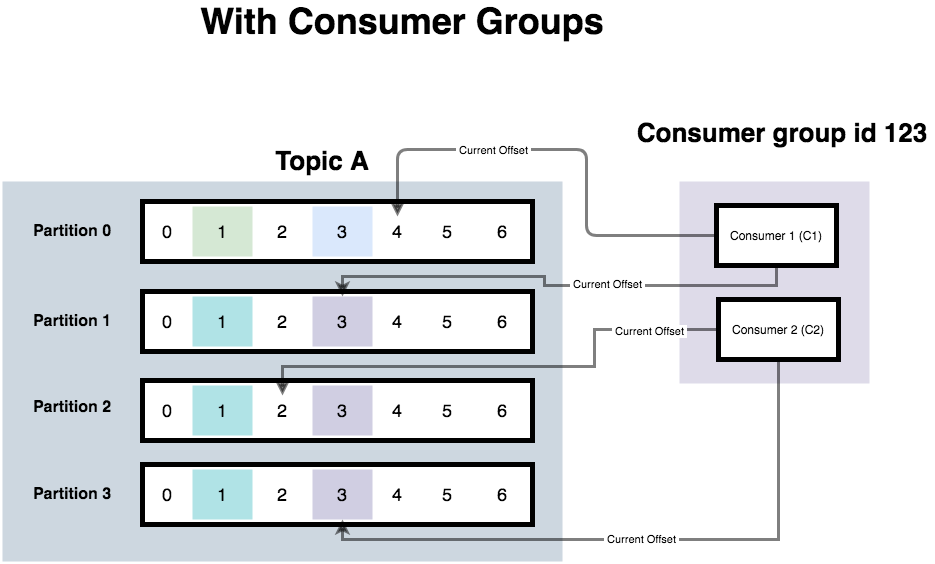 With Consumer Groups
Consumer group id 123
Topic A
Current Offset
Partition 0
0 1 2 3 4 5 6
Consumer 1 (C1)
Current Offset
Partition 1
0 1 2 3 4 5 6
Current Offset
Consumer 2 (C2)
Partition 2
0 1 2 3 4 5 6
Partition 3
0 1 2 3 4 5 6
Current Offset